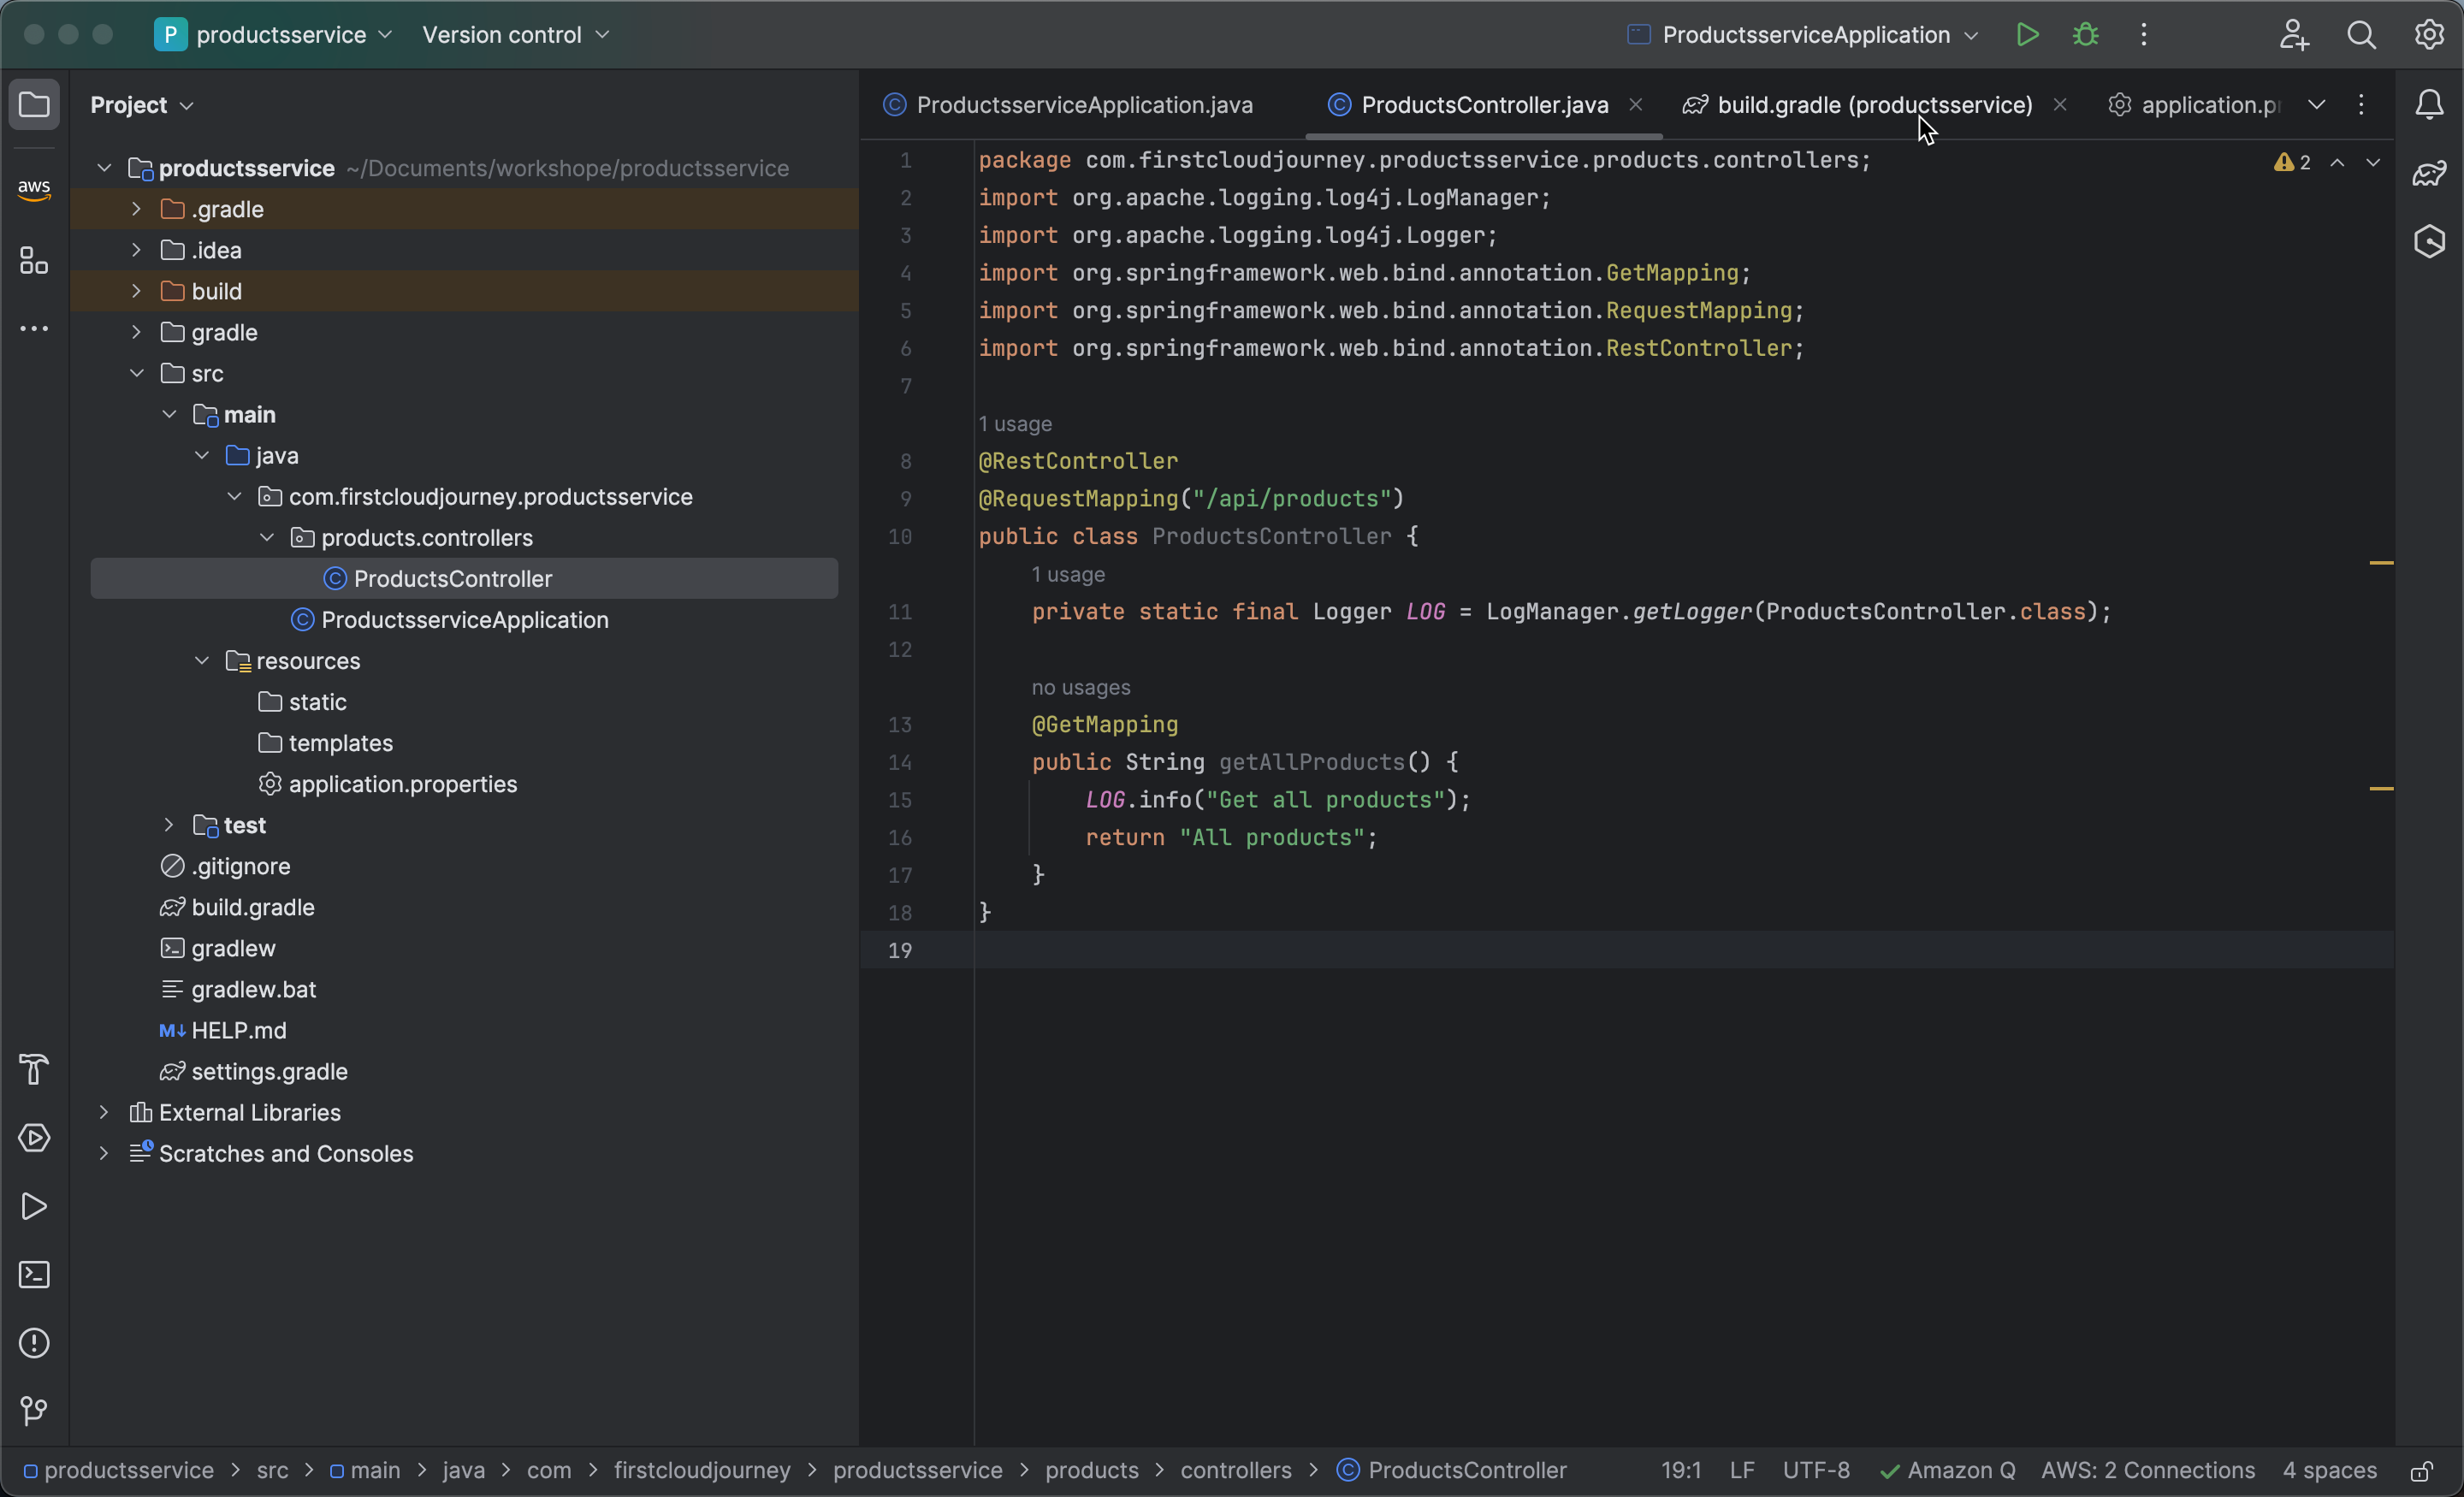 P productsservice Version control ProductsserviceApplication
aws
Project
productsservice ~/Documents/workshope/productsservice
.gradle
.idea
build
gradle
src
main
java
com.firstcloudjourney.productsservice
products.controllers
ProductsController
ProductsserviceApplication
resources
static
templates
application.properties
test
.gitignore
build.gradle
gradlew
gradlew.bat
M↓ HELP.md
settings.gradle
External Libraries
Scratches and Consoles
ProductsserviceApplication.java ProductsController.java build.gradle (productsservice) application.pr
2
1 package com.firstcloudjourney.productsservice.products.controllers;
2 import org.apache.logging.log4j.LogManager;
3 import org.apache.logging.log4j.Logger;
4 import org.springframework.web.bind.annotation.GetMapping;
5 import org.springframework.web.bind.annotation.RequestMapping;
6 import org.springframework.web.bind.annotation.RestController;
7
1 usage
8 @RestController
9 @RequestMapping("/api/products")
10 public class ProductsController {
1 usage
11 private static final Logger LOG = LogManager.getLogger(ProductsController.class);
12
no usages
13 @GetMapping
14 public String getAllProducts() {
15 LOG.info("Get all products");
16 return "All products";
17 }
18 }
19
productsservice > src > main > java > com > firstcloudjourney > productsservice > products > controllers > ProductsController 19:1 LF UTF-8 Amazon Q AWS: 2 Connections 4 spaces